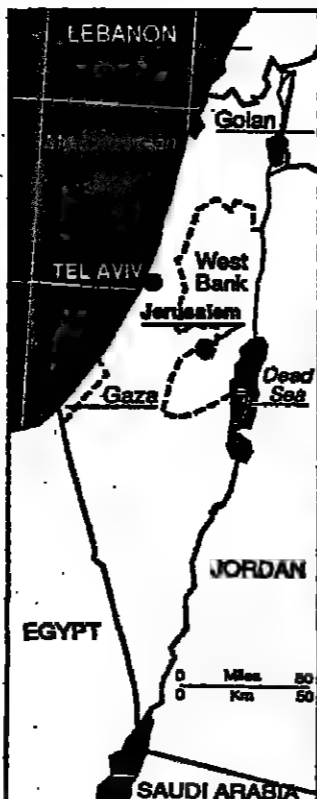 LEBANON
Mediterranean
Golan
TEL AVIV
West
Bank
Jerusalem
Gaza
Dead
Sea
JORDAN
EGYPT
0 Miles 50
0 Km 50
SAUDI ARABIA